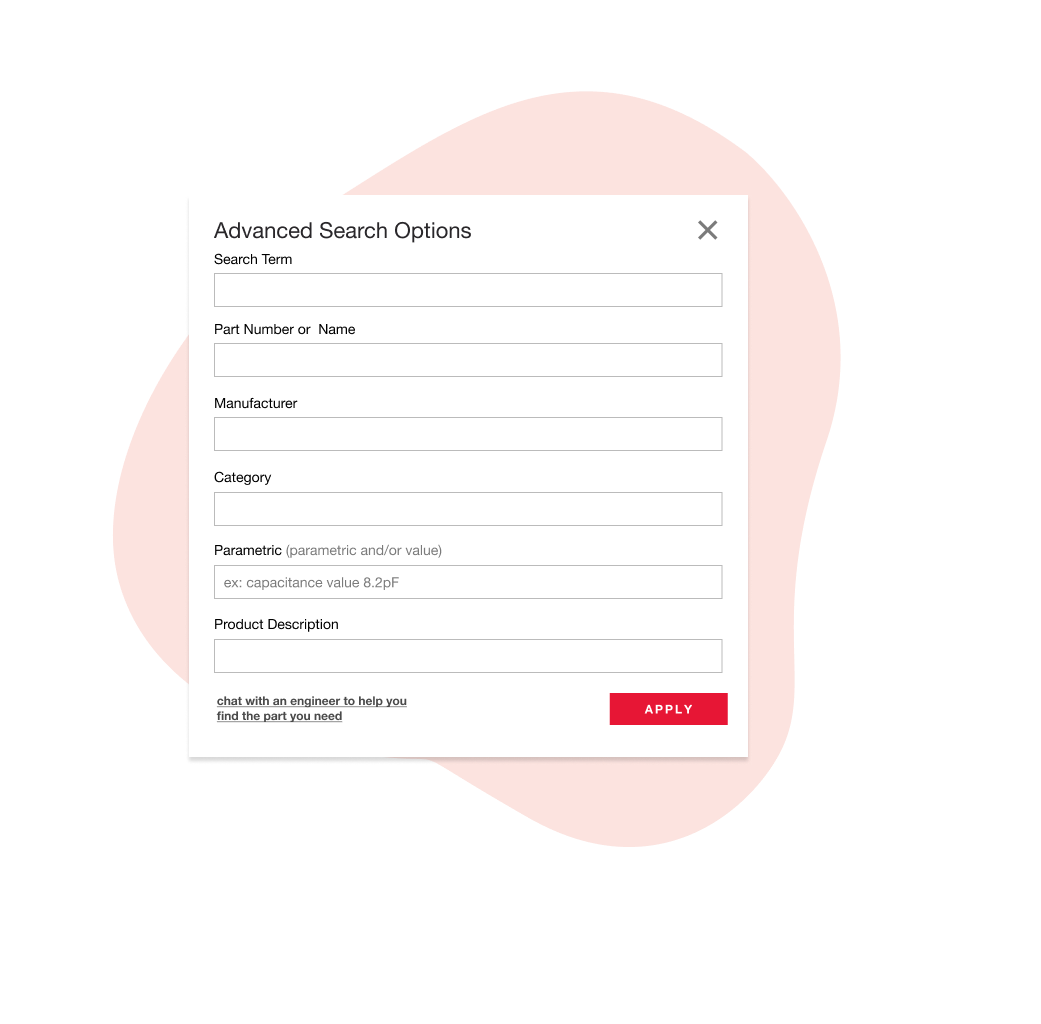 Advanced Search Options
Search Term
Part Number or  Name
Manufacturer
Category
Parametric (parametric and/or value)
ex: capacitance value 8.2pF
Product Description
chat with an engineer to help you
find the part you need
APPLY